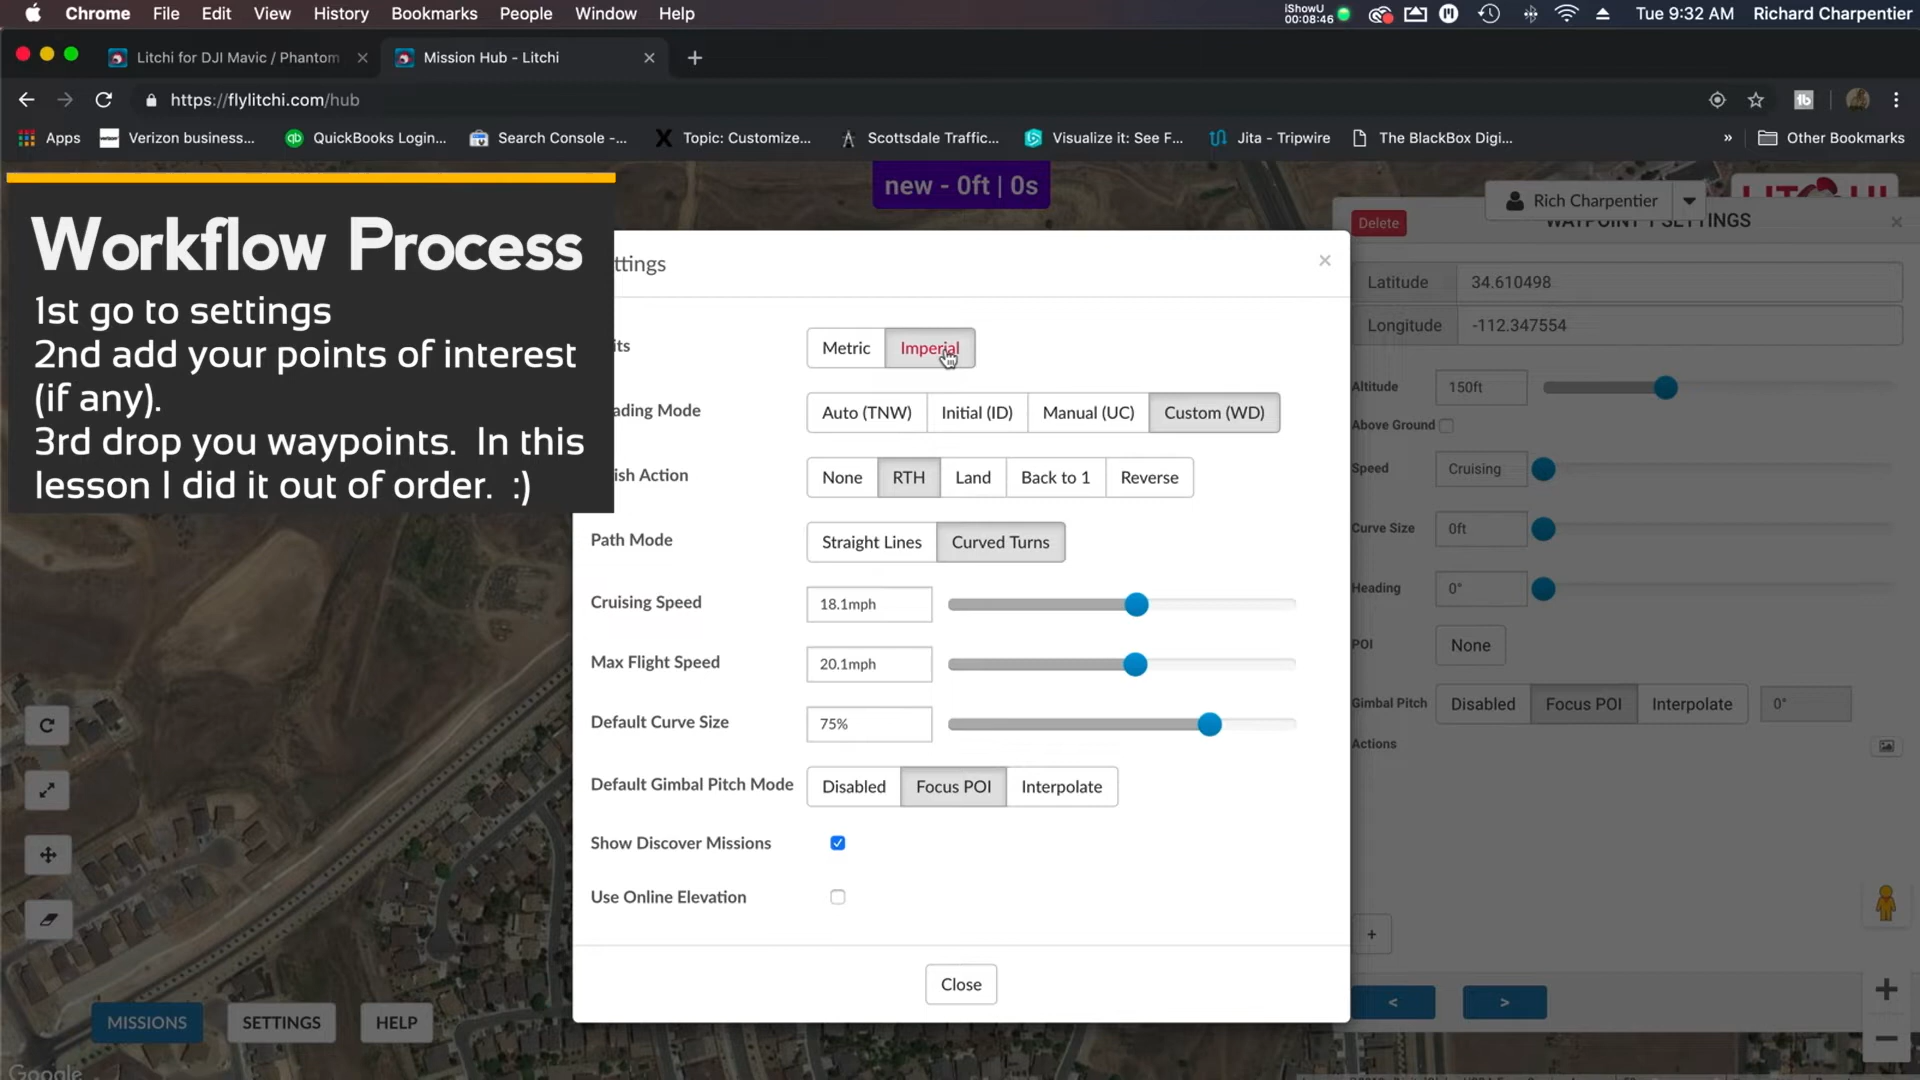 Chrome File Edit View History Bookmarks People Window Help
iShowU
00:08:46
Tue 9:32 AM Richard Charpentier
Litchi for DJI Mavic / Phantom
Mission Hub - Litchi
https://flylitchi.com/hub
Apps Verizon business... QuickBooks Login... Search Console -... Topic: Customize... Scottsdale Traffic... Visualize it: See F... Jita - Tripwire The BlackBox Digi... » Other Bookmarks
new - 0ft | 0s
Workflow Process
1st go to settings
2nd add your points of interest
(if any).
3rd drop you waypoints. In this
lesson I did it out of order. :)
ttings
its Metric Imperial
ading Mode Auto (TNW) Initial (ID) Manual (UC) Custom (WD)
ish Action None RTH Land Back to 1 Reverse
Path Mode Straight Lines Curved Turns
Cruising Speed 18.1mph
Max Flight Speed 20.1mph
Default Curve Size 75%
Default Gimbal Pitch Mode Disabled Focus POI Interpolate
Show Discover Missions
Use Online Elevation
Close
Rich Charpentier
LITCHI
Delete WAYPOINT 1 SETTINGS
Latitude 34.610498
Longitude -112.347554
Altitude 150ft
Above Ground
Speed Cruising
Curve Size 0ft
Heading 0°
POI None
Gimbal Pitch Disabled Focus POI Interpolate 0°
Actions
+
< >
MISSIONS SETTINGS HELP
Google